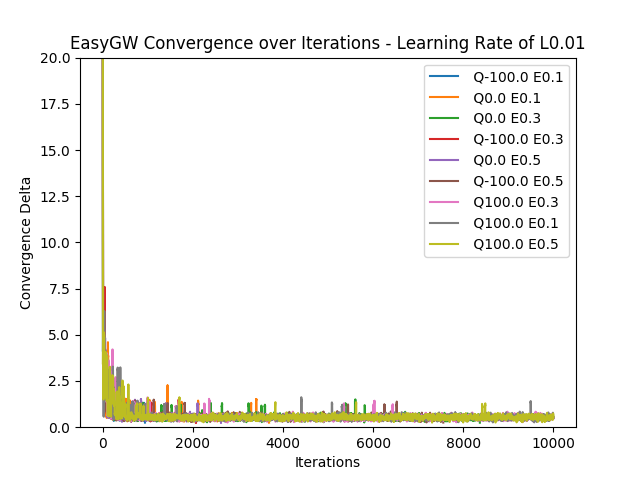 EasyGW Convergence over Iterations - Learning Rate of L0.01
20.0
17.5
15.0
12.5
10.0
7.5
5.0
2.5
0.0
Convergence Delta
Q-100.0 E0.1
Q0.0 E0.1
Q0.0 E0.3
Q-100.0 E0.3
Q0.0 E0.5
Q-100.0 E0.5
Q100.0 E0.3
Q100.0 E0.1
Q100.0 E0.5
0 2000 4000 6000 8000 10000
Iterations